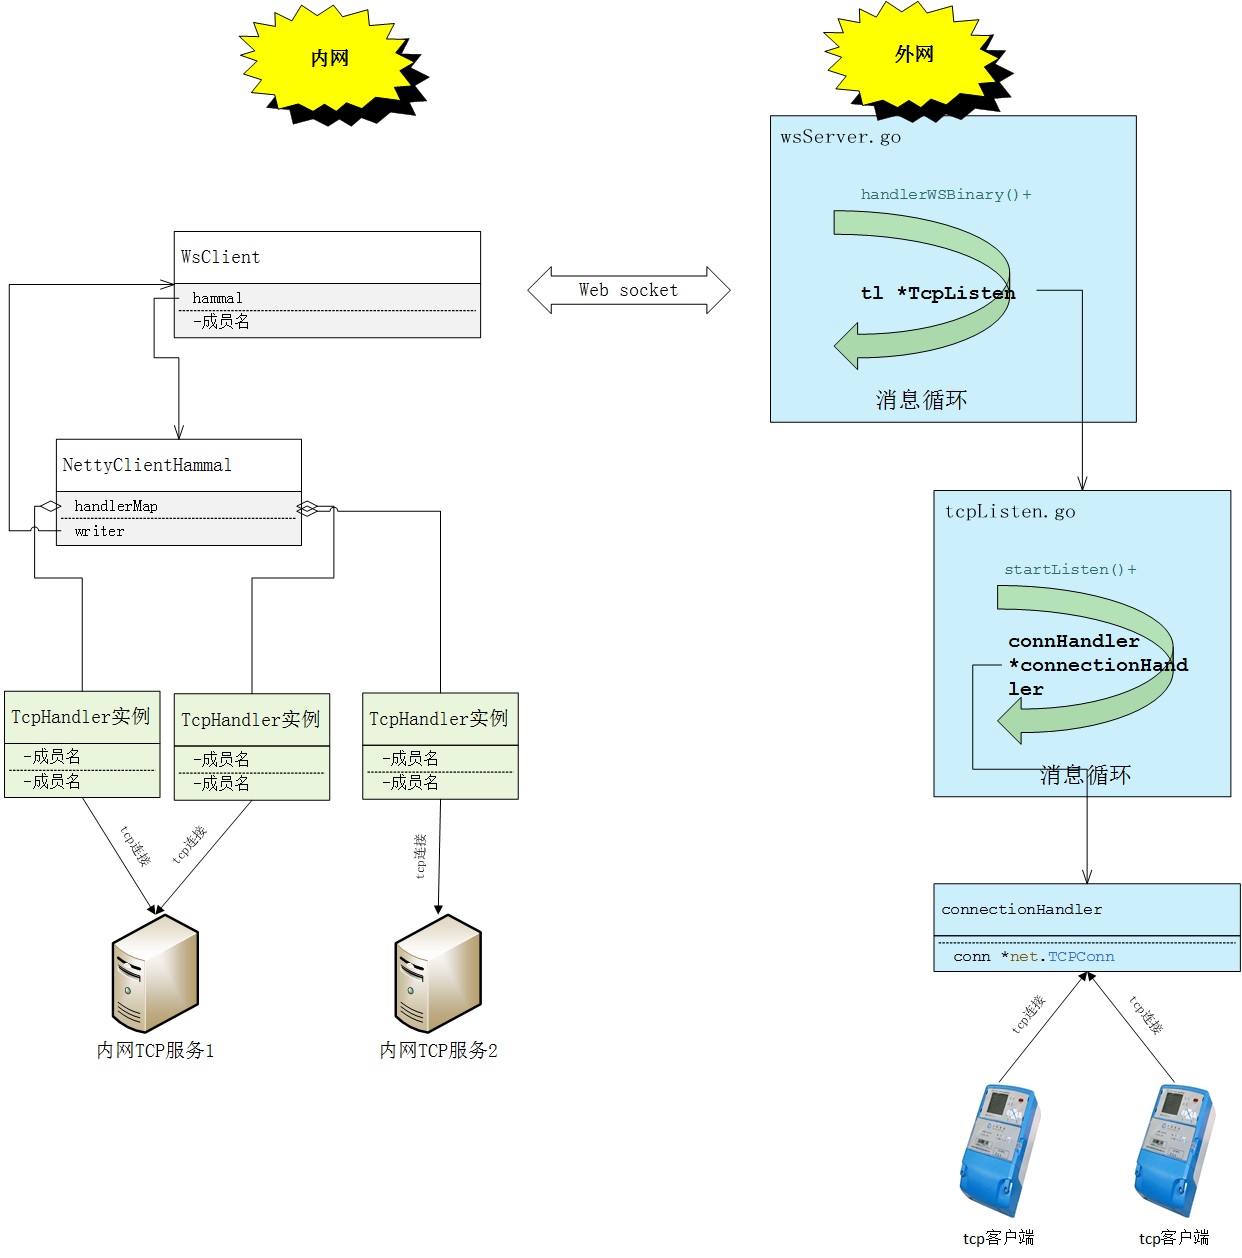 内网
外网
wsServer.go
handlerWSBinary()+
tl *TcpListen
消息循环
WsClient
hammal
-成员名
Web socket
NettyClientHammal
handlerMap
writer
tcpListen.go
startListen()+
connHandler
*connectionHand
ler
消息循环
TcpHandler实例
-成员名
-成员名
TcpHandler实例
-成员名
-成员名
TcpHandler实例
-成员名
-成员名
tcp连接
tcp连接
tcp连接
connectionHandler
conn *net.TCPConn
tcp连接
tcp连接
内网TCP服务1
内网TCP服务2
tcp客户端
tcp客户端